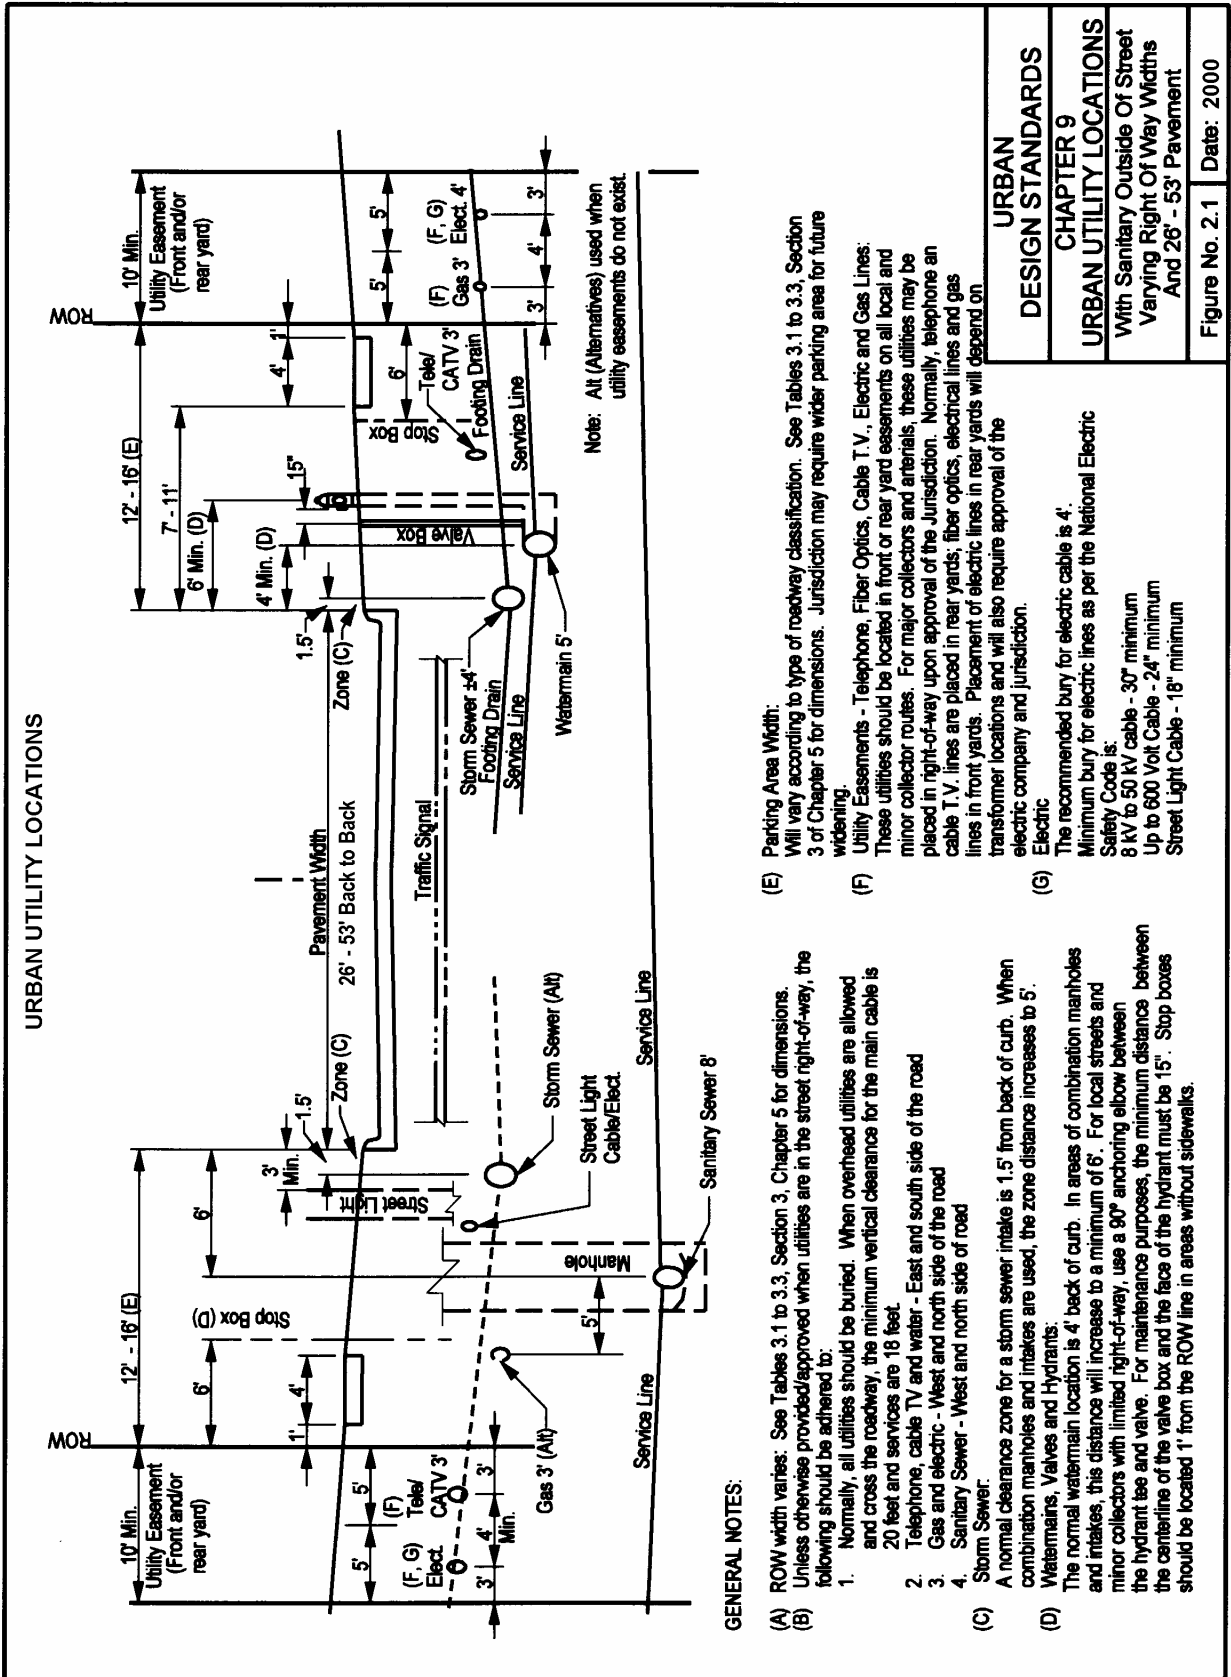 URBAN UTILITY LOCATIONS
ROW
ROW
10' Min.
Utility Easement
(Front and/or
rear yard)
12' - 16' (E)
Pavement Width
26' - 53' Back to Back
12' - 16' (E)
10' Min.
Utility Easement
(Front and/or
rear yard)
6'
6'
3'
Min.
1.5'
Zone (C)
1.5'
Zone (C)
7' - 11'
6' Min. (D)
4' Min. (D)
15"
4'
1'
1'
4'
Stop Box (D)
Street Light
Traffic Signal
Valve Box
Stop Box
6'
5'
5'
5'
5'
(F, G)
Elect.
(F)
Tele/
CATV 3'
3'
4'
Min.
3'
Gas 3' (Alt)
5'
Manhole
Storm Sewer (Alt)
Street Light
Cable/Elect.
Sanitary Sewer 8'
Service Line
Service Line
Storm Sewer ±4'
Footing Drain
Service Line
Watermain 5'
Tele/
CATV 3'
Footing Drain
Service Line
(F)
Gas 3'
(F, G)
Elect. 4'
3'
4'
3'
Note: Alt (Alternatives) used when
utility easements do not exist.
GENERAL NOTES:
(A) ROW width varies: See Tables 3.1 to 3.3, Section 3, Chapter 5 for dimensions.
(B) Unless otherwise provided/approved when utilities are in the street right-of-way, the
following should be adhered to:
1. Normally, all utilities should be buried. When overhead utilities are allowed
and cross the roadway, the minimum vertical clearance for the main cable is
20 feet and services are 18 feet.
2. Telephone, cable TV and water - East and south side of the road
3. Gas and electric - West and north side of the road
4. Sanitary Sewer - West and north side of road
(C) Storm Sewer:
A normal clearance zone for a storm sewer intake is 1.5' from back of curb. When
combination manholes and intakes are used, the zone distance increases to 5'.
(D) Watermains, Valves and Hydrants:
The normal watermain location is 4' back of curb. In areas of combination manholes
and intakes, this distance will increase to a minimum of 6'. For local streets and
minor collectors with limited right-of-way, use a 90° anchoring elbow between
the hydrant tee and valve. For maintenance purposes, the minimum distance between
the centerline of the valve box and the face of the hydrant must be 15". Stop boxes
should be located 1' from the ROW line in areas without sidewalks.
(E) Parking Area Width:
Will vary according to type of roadway classification. See Tables 3.1 to 3.3, Section
3 of Chapter 5 for dimensions. Jurisdiction may require wider parking area for future
widening.
(F) Utility Easements - Telephone, Fiber Optics, Cable T.V., Electric and Gas Lines:
These utilities should be located in front or rear yard easements on all local and
minor collector routes. For major collectors and arterials, these utilities may be
placed in right-of-way upon approval of the Jurisdiction. Normally, telephone an
cable T.V. lines are placed in rear yards; fiber optics, electrical lines and gas
lines in front yards. Placement of electric lines in rear yards will depend on
transformer locations and will also require approval of the
electric company and jurisdiction.
(G) Electric
The recommended bury for electric cable is 4'.
Minimum bury for electric lines as per the National Electric
Safety Code is:
8 kV to 50 kV cable - 30" minimum
Up to 600 Volt Cable - 24" minimum
Street Light Cable - 18" minimum
URBAN
DESIGN STANDARDS
CHAPTER 9
URBAN UTILITY LOCATIONS
With Sanitary Outside Of Street
Varying Right Of Way Widths
And 26' - 53' Pavement
Figure No. 2.1 Date: 2000